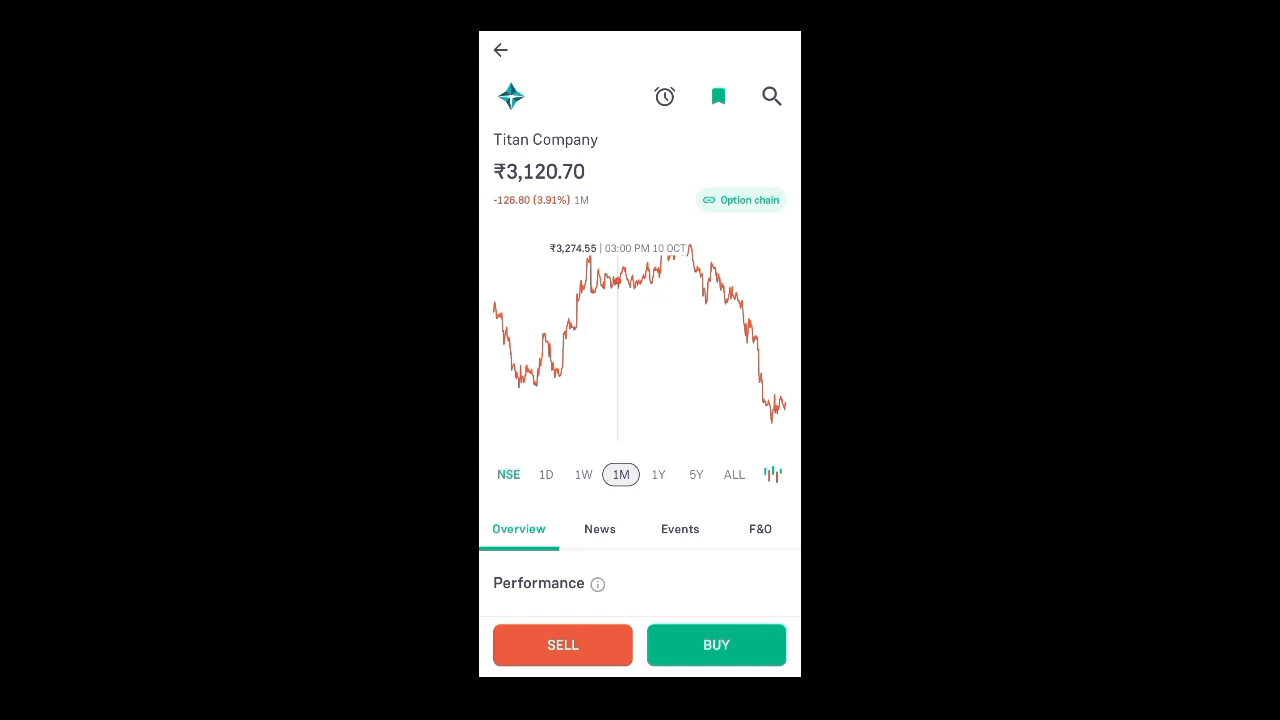 Titan Company
₹3,120.70
-126.80 (3.91%) 1M
Option chain
₹3,274.55 | 03:00 PM 10 OCT
NSE 1D 1W 1M 1Y 5Y ALL
Overview News Events F&O
Performance
SELL BUY